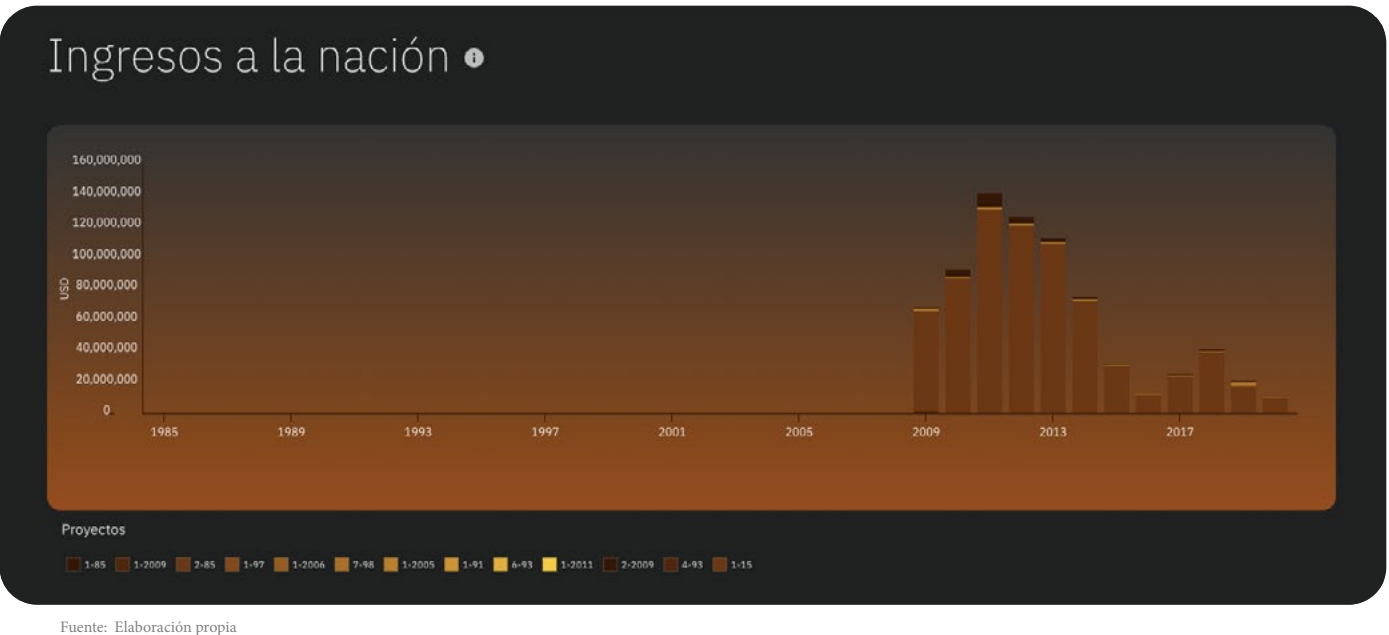 Ingresos a la nación
160,000,000
140,000,000
120,000,000
100,000,000
80,000,000
60,000,000
40,000,000
20,000,000
0
USD
1985 1989 1993 1997 2001 2005 2009 2013 2017
Proyectos
1-85 1-2009 2-85 1-97 1-2006 7-98 1-2005 1-91 6-93 1-2011 2-2009 4-93 1-15
Fuente: Elaboración propia